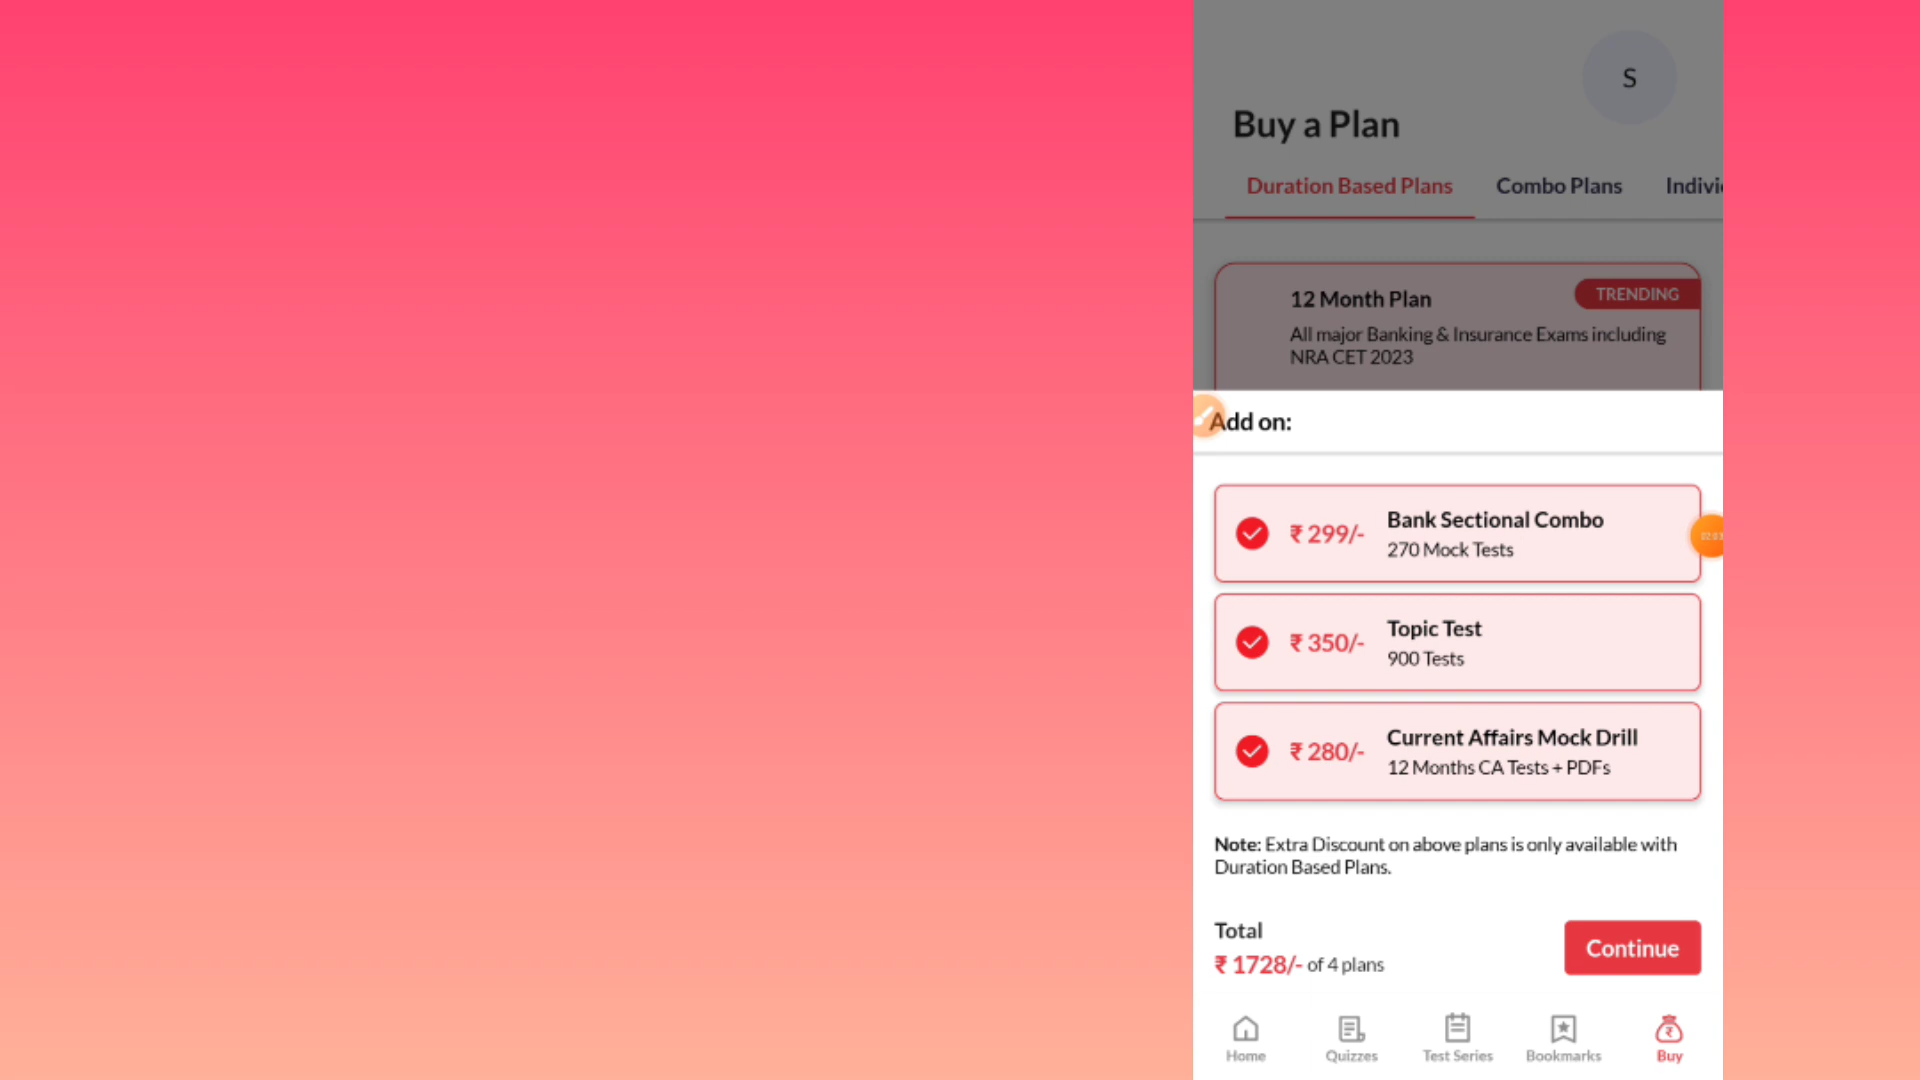 S
Buy a Plan
Duration Based Plans Combo Plans Indivi
12 Month Plan TRENDING
All major Banking & Insurance Exams including
NRA CET 2023
Add on:
₹ 299/- Bank Sectional Combo
270 Mock Tests
₹ 350/- Topic Test
900 Tests
₹ 280/- Current Affairs Mock Drill
12 Months CA Tests + PDFs
Note: Extra Discount on above plans is only available with
Duration Based Plans.
Total
₹ 1728/- of 4 plans
Continue
Home Quizzes Test Series Bookmarks Buy